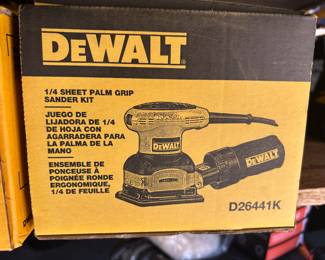 DEWALT
1/4 SHEET PALM GRIP
SANDER KIT
JUEGO DE
LIJADORA DE 1/4
DE HOJA CON
AGARRADERA PARA
LA PALMA DE LA
MANO
ENSEMBLE DE
PONCEUSE À
POIGNÉE RONDE
ERGONOMIQUE,
1/4 DE FEUILLE
DEWALT
D26441K